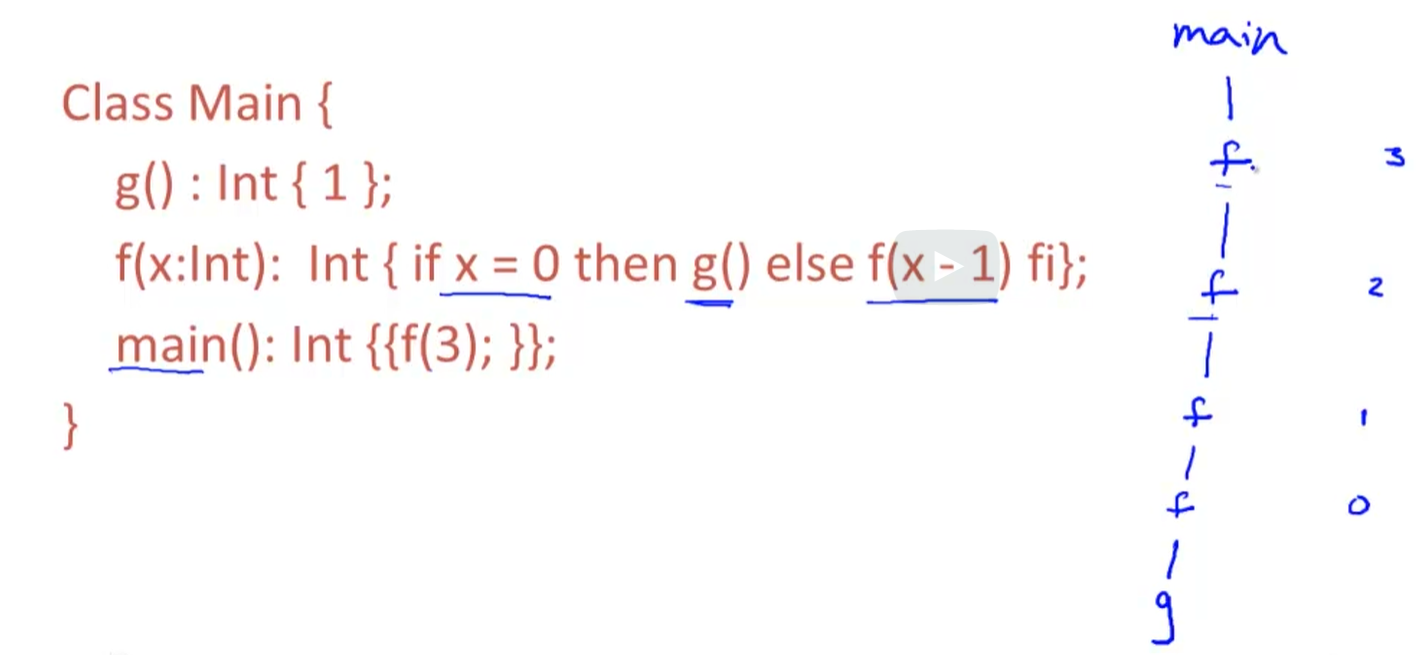 Class Main {
g() : Int { 1 };
f(x:Int): Int { if x = 0 then g() else f(x - 1) fi};
main(): Int {{f(3); }};
}
main
f. 3
f 2
f 1
f 0
g